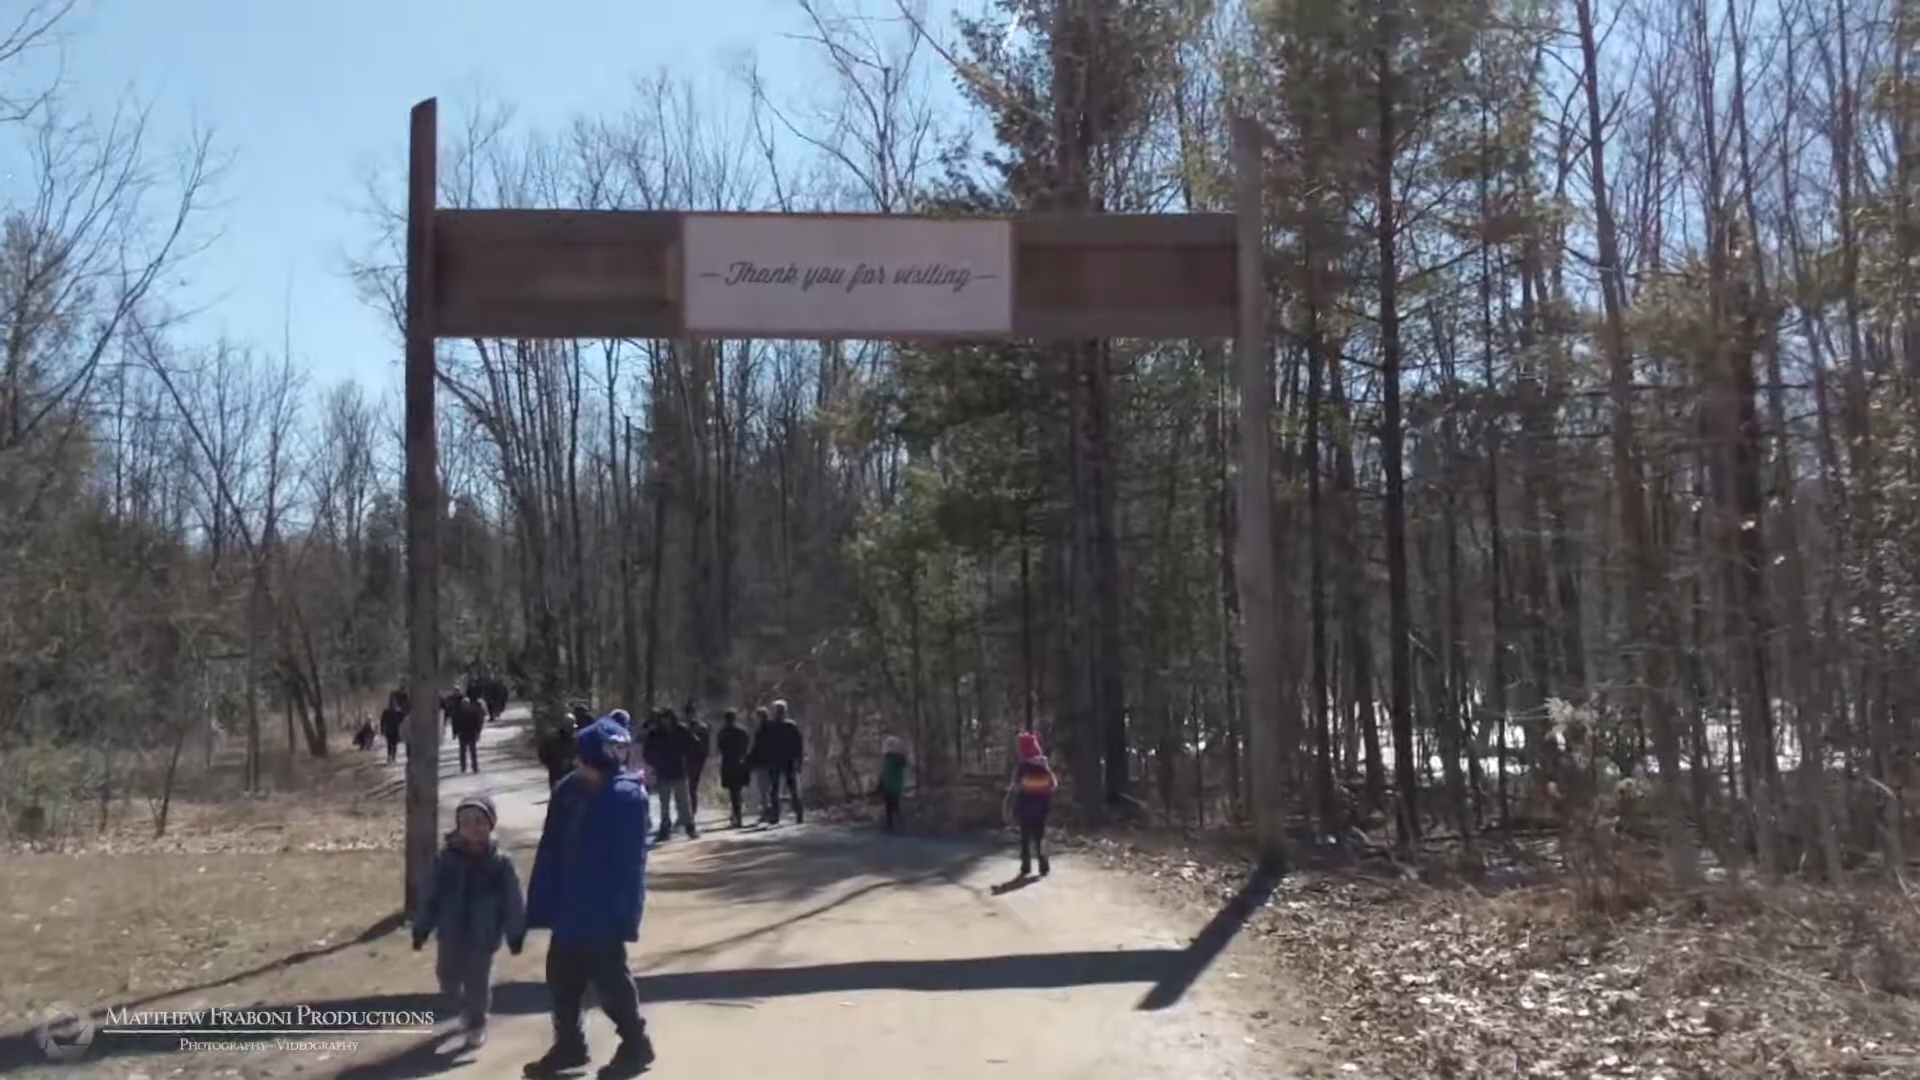 — Thank you for visiting —
MATTHEW FRABONI PRODUCTIONS
PHOTOGRAPHY - VIDEOGRAPHY